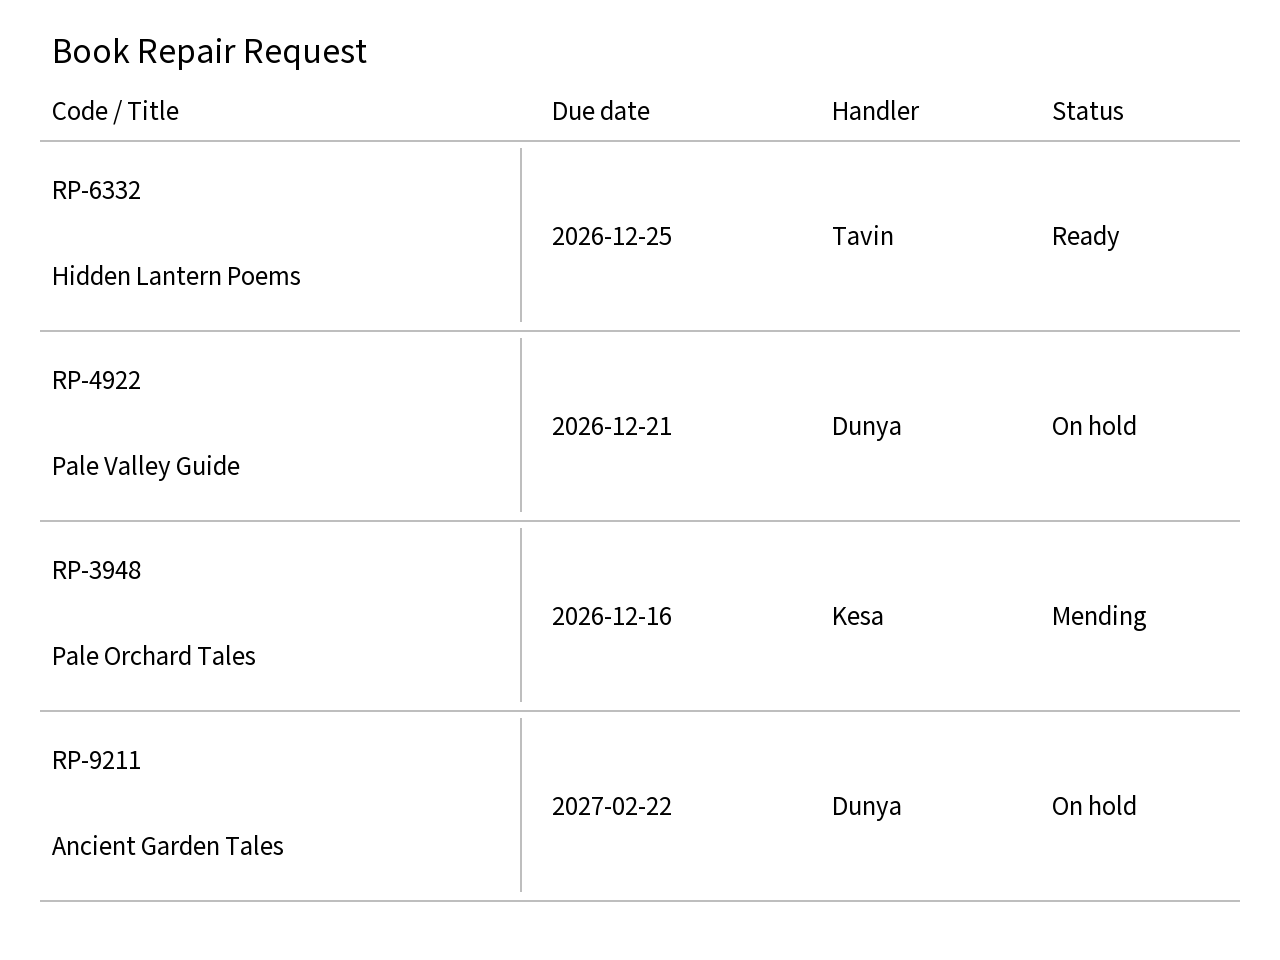 Book Repair Request
Code / Title Due date Handler Status
RP-6332
Hidden Lantern Poems
2026-12-25 Tavin Ready
RP-4922
Pale Valley Guide
2026-12-21 Dunya On hold
RP-3948
Pale Orchard Tales
2026-12-16 Kesa Mending
RP-9211
Ancient Garden Tales
2027-02-22 Dunya On hold